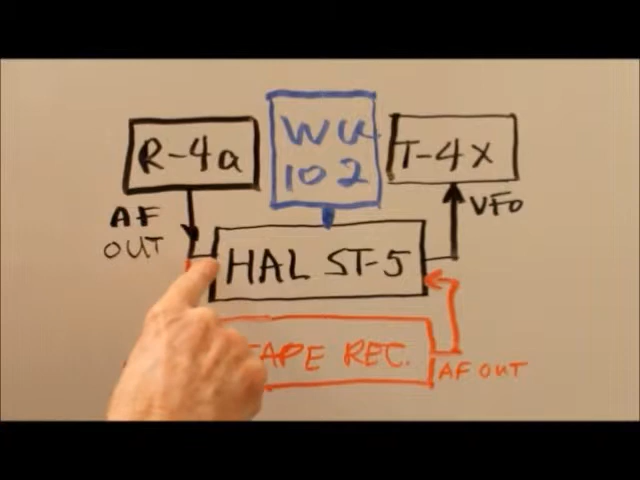 R-4a
WU
102
T-4X
AF
OUT
VFO
HAL ST-5
TAPE REC.
AF OUT